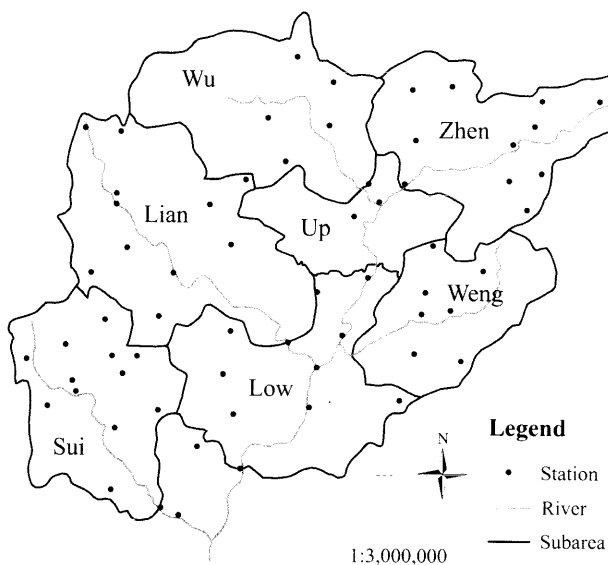 Wu
Zhen
Lian
Up
Weng
Low
Sui
N
Legend
Station
River
Subarea
1:3,000,000